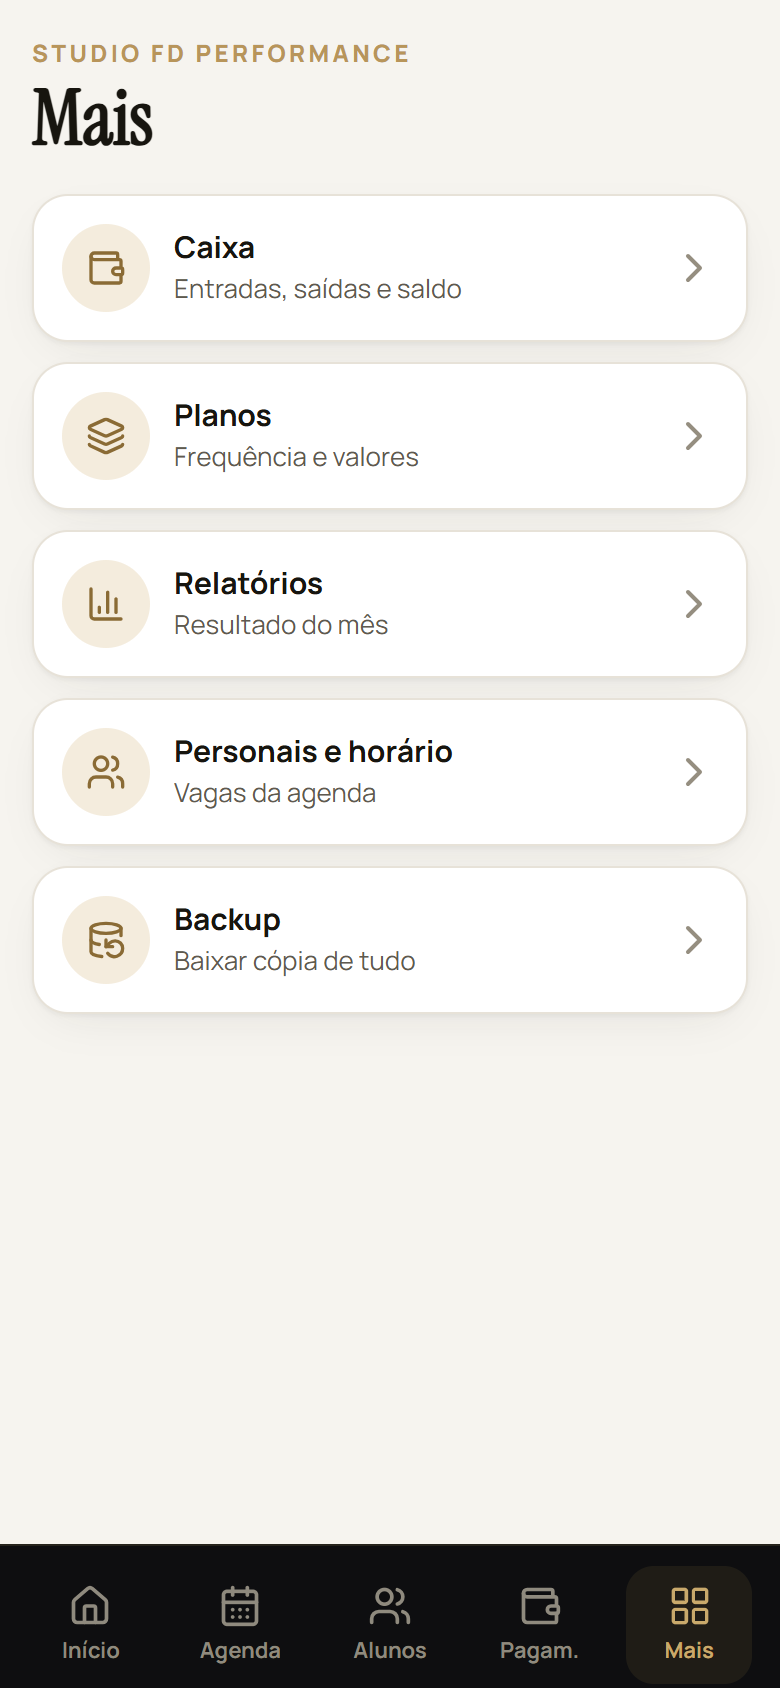 STUDIO FD PERFORMANCE
Mais
Caixa
Entradas, saídas e saldo
Planos
Frequência e valores
Relatórios
Resultado do mês
Personais e horário
Vagas da agenda
Backup
Baixar cópia de tudo
Início
Agenda
Alunos
Pagam.
Mais